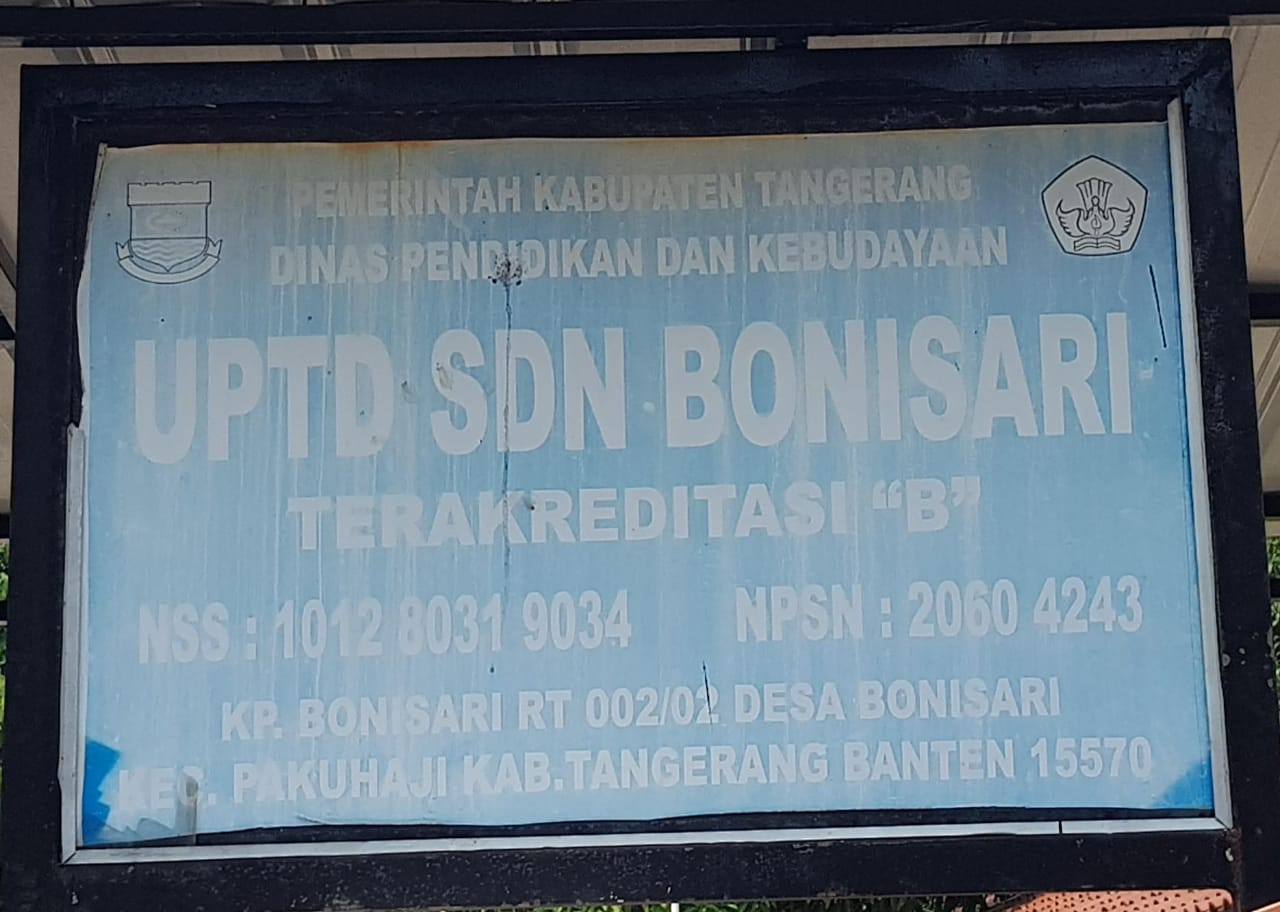 PEMERINTAH KABUPATEN TANGERANG
DINAS PENDIDIKAN DAN KEBUDAYAAN
UPTD SDN BONISARI
TERAKREDITASI “B”
NSS : 1012 8031 9034 NPSN : 2060 4243
KP. BONISARI RT 002/02 DESA BONISARI
KEC. PAKUHAJI KAB.TANGERANG BANTEN 15570